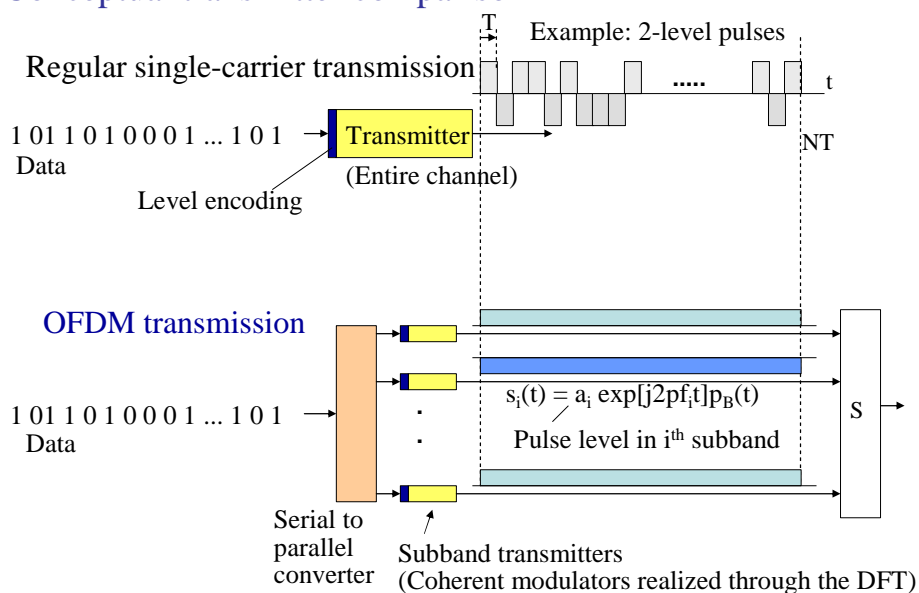 T
Example: 2-level pulses
Regular single-carrier transmission
.....
t
1 01 1 0 1 0 0 0 1 ... 1 0 1
Transmitter
NT
Data
(Entire channel)
Level encoding
OFDM transmission
s_i(t) = a_i exp[j2pf_it]p_B(t)
1 01 1 0 1 0 0 0 1 ... 1 0 1
S
Data
Pulse level in i^th subband
Serial to
parallel
converter
Subband transmitters
(Coherent modulators realized through the DFT)